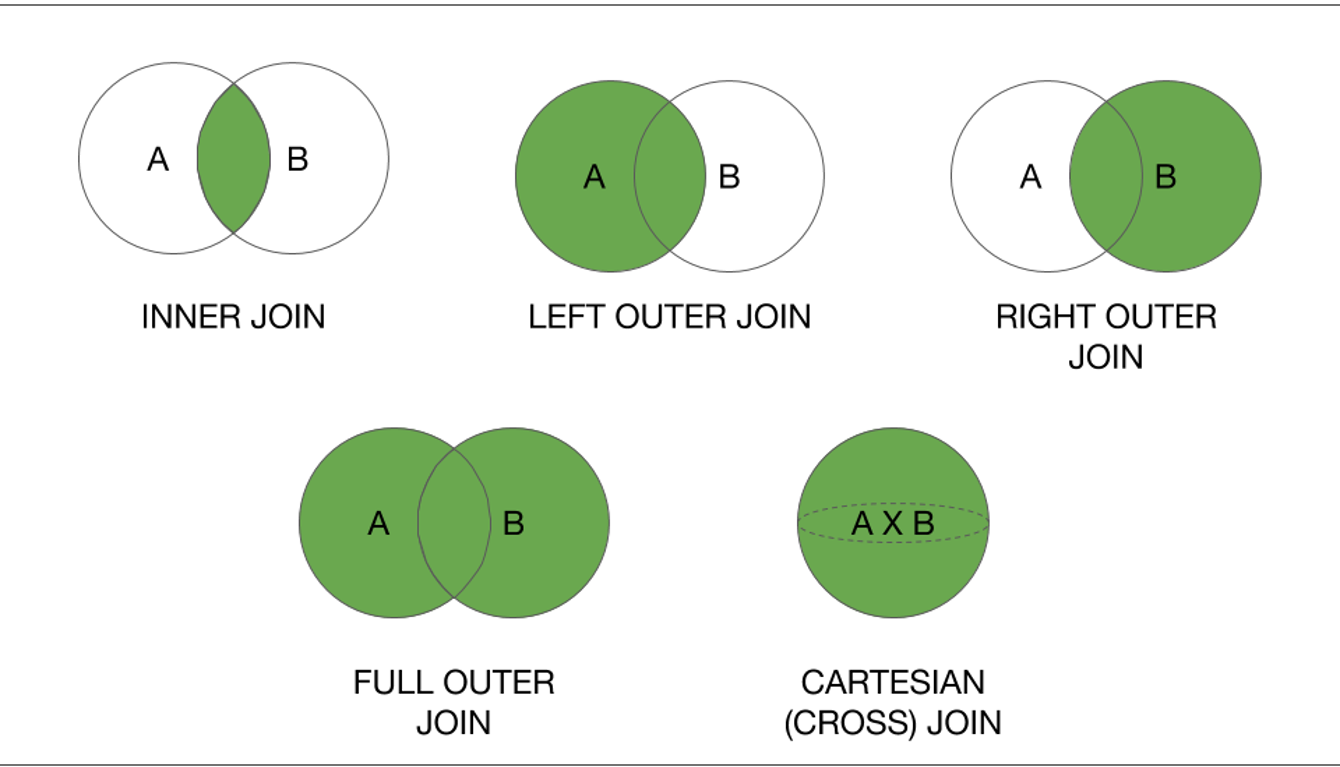 A
B
INNER JOIN
A
B
LEFT OUTER JOIN
A
B
RIGHT OUTER
JOIN
A
B
FULL OUTER
JOIN
A X B
CARTESIAN
(CROSS) JOIN